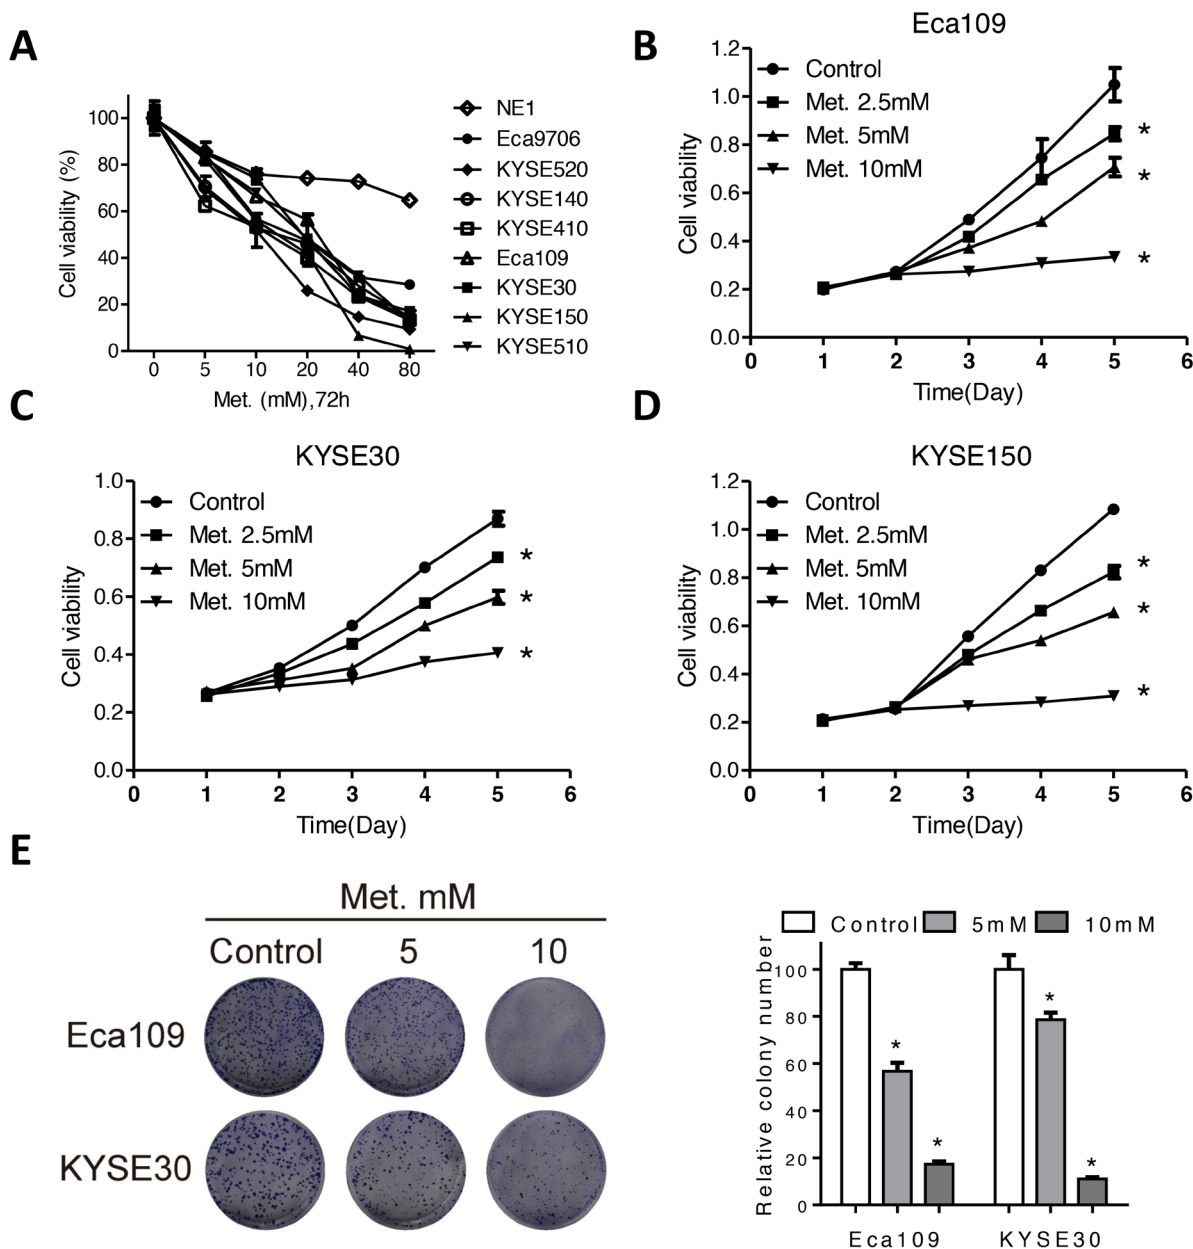 A
100
80
60
40
20
0
Cell viability (%)
0 5 10 20 40 80
Met. (mM),72h
NE1
Eca9706
KYSE520
KYSE140
KYSE410
Eca109
KYSE30
KYSE150
KYSE510
B
Eca109
1.2
1.0
0.8
0.6
0.4
0.2
0.0
Cell viability
Control
Met. 2.5mM
Met. 5mM
Met. 10mM
*
*
*
0 1 2 3 4 5 6
Time(Day)
C
KYSE30
1.0
0.8
0.6
0.4
0.2
0.0
Cell viability
Control
Met. 2.5mM
Met. 5mM
Met. 10mM
*
*
*
0 1 2 3 4 5 6
Time(Day)
D
KYSE150
1.2
1.0
0.8
0.6
0.4
0.2
0.0
Cell viability
Control
Met. 2.5mM
Met. 5mM
Met. 10mM
*
*
*
0 1 2 3 4 5 6
Time(Day)
E
Met. mM
Control 5 10
Eca109
KYSE30
Control 5mM 10mM
Relative colony number
100
80
60
40
20
0
*
*
*
*
Eca109 KYSE30